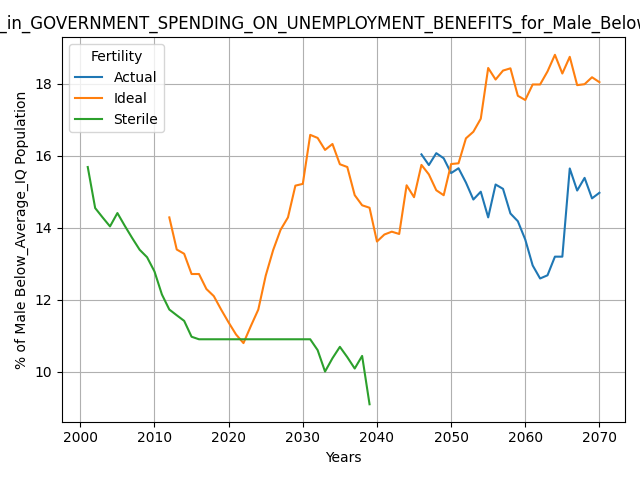 _in_GOVERNMENT_SPENDING_ON_UNEMPLOYMENT_BENEFITS_for_Male_Below
Fertility
Actual
Ideal
Sterile
% of Male Below_Average_IQ Population
18
16
14
12
10
2000 2010 2020 2030 2040 2050 2060 2070
Years